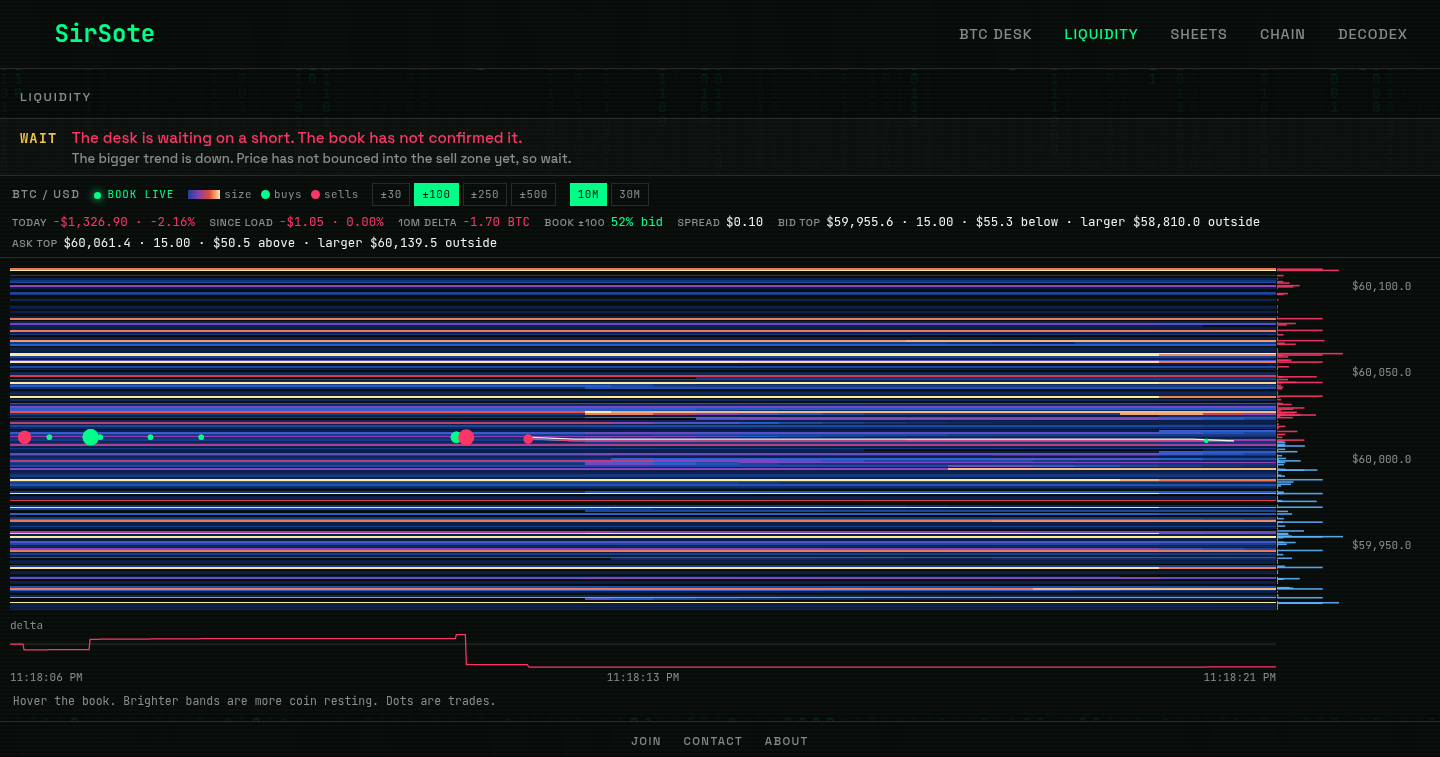 SirSote
BTC DESK LIQUIDITY SHEETS CHAIN DECODEX
LIQUIDITY
WAIT The desk is waiting on a short. The book has not confirmed it.
The bigger trend is down. Price has not bounced into the sell zone yet, so wait.
BTC / USD BOOK LIVE size buys sells ±30 ±100 ±250 ±500 10M 30M
TODAY -$1,326.90 · -2.16% SINCE LOAD -$1.05 · 0.00% 10M DELTA -1.70 BTC BOOK ±100 52% bid SPREAD $0.10 BID TOP $59,955.6 · 15.00 · $55.3 below · larger $58,810.0 outside
ASK TOP $60,061.4 · 15.00 · $50.5 above · larger $60,139.5 outside
$60,100.0
$60,050.0
$60,000.0
$59,950.0
delta
11:18:06 PM 11:18:13 PM 11:18:21 PM
Hover the book. Brighter bands are more coin resting. Dots are trades.
JOIN CONTACT ABOUT